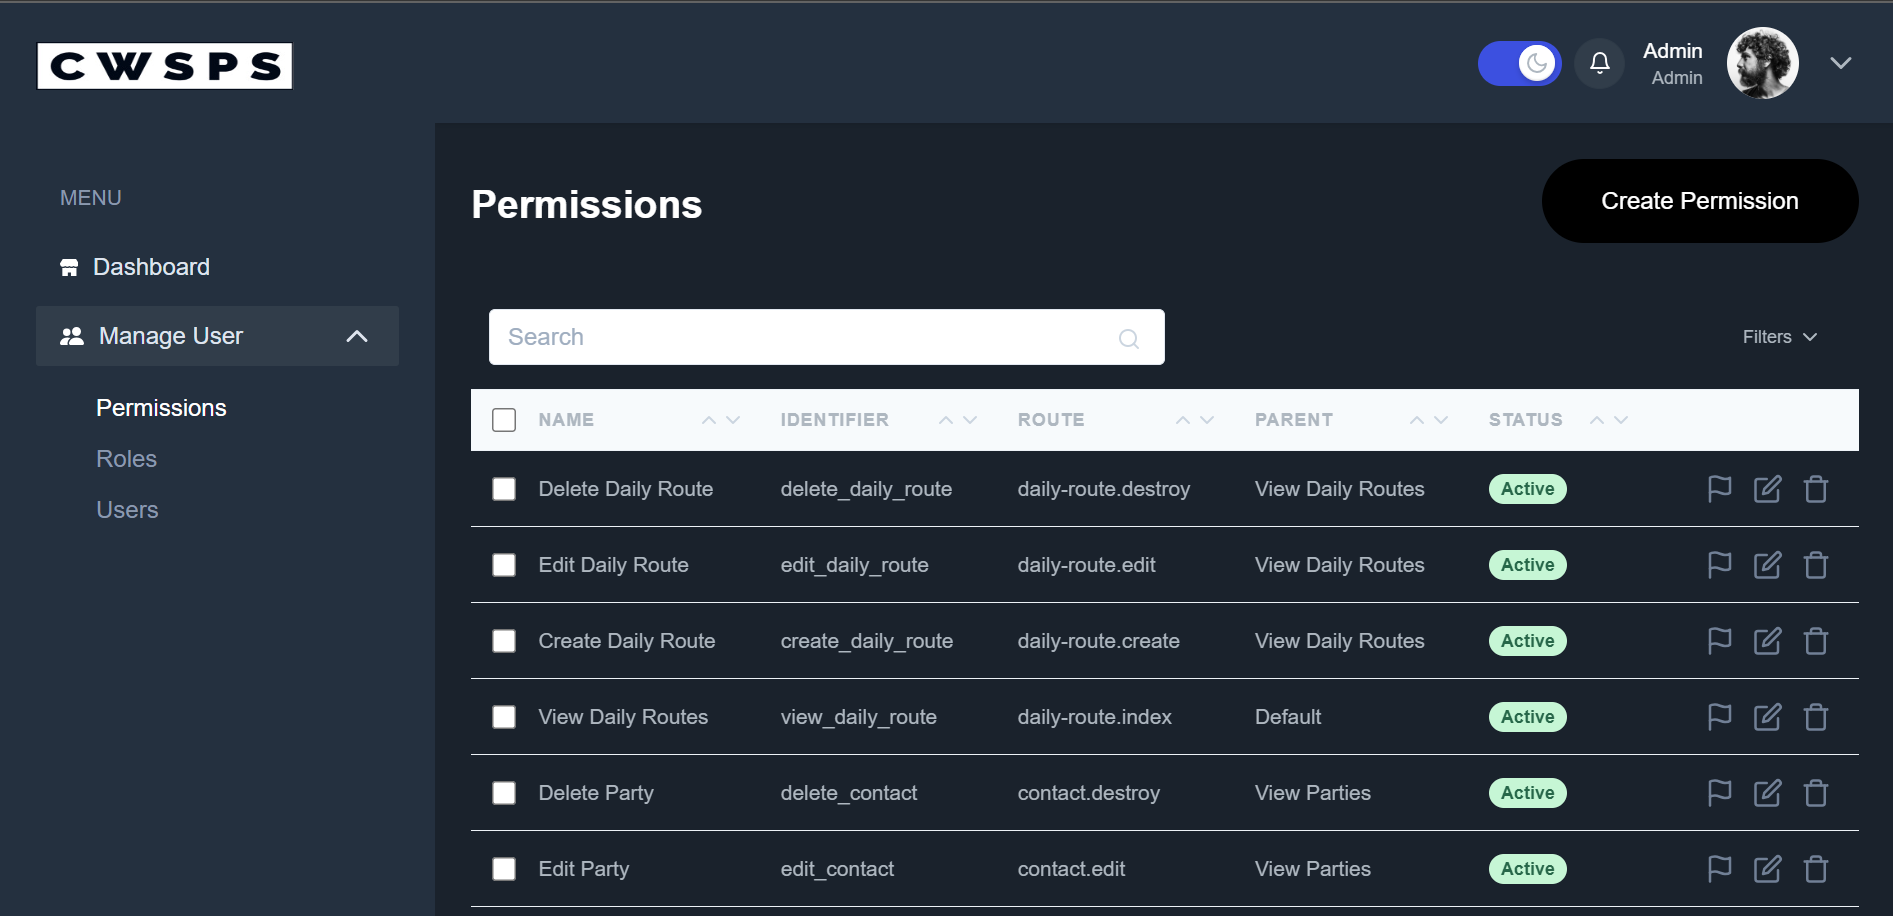 CWSPS
Admin
Admin
MENU
Dashboard
Manage User
Permissions
Roles
Users
Permissions
Create Permission
Search
Filters
NAME IDENTIFIER ROUTE PARENT STATUS
Delete Daily Route delete_daily_route daily-route.destroy View Daily Routes Active
Edit Daily Route edit_daily_route daily-route.edit View Daily Routes Active
Create Daily Route create_daily_route daily-route.create View Daily Routes Active
View Daily Routes view_daily_route daily-route.index Default Active
Delete Party delete_contact contact.destroy View Parties Active
Edit Party edit_contact contact.edit View Parties Active